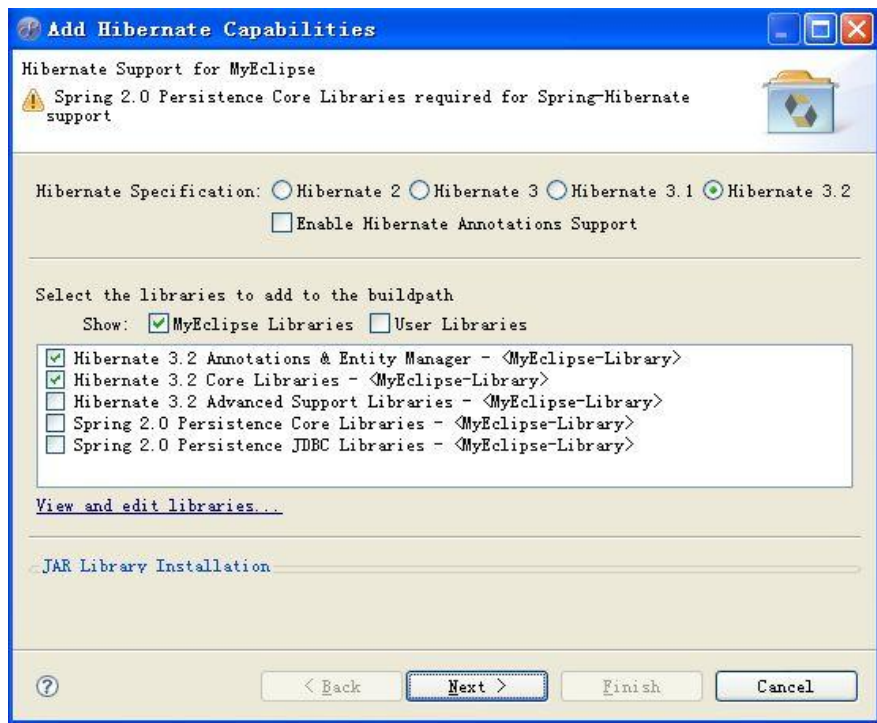 Add Hibernate Capabilities
Hibernate Support for MyEclipse
Spring 2.0 Persistence Core Libraries required for Spring-Hibernate
support
Hibernate Specification: Hibernate 2 Hibernate 3 Hibernate 3.1 Hibernate 3.2
Enable Hibernate Annotations Support
Select the libraries to add to the buildpath
Show: MyEclipse Libraries User Libraries
Hibernate 3.2 Annotations & Entity Manager - <MyEclipse-Library>
Hibernate 3.2 Core Libraries - <MyEclipse-Library>
Hibernate 3.2 Advanced Support Libraries - <MyEclipse-Library>
Spring 2.0 Persistence Core Libraries - <MyEclipse-Library>
Spring 2.0 Persistence JDBC Libraries - <MyEclipse-Library>
View and edit libraries...
JAR Library Installation
? < Back Next > Finish Cancel